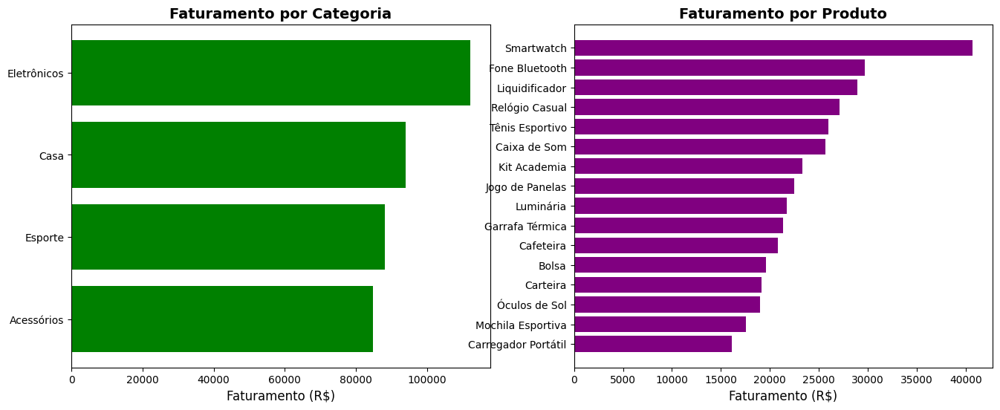 Faturamento por Categoria
Eletrônicos
Casa
Esporte
Acessórios
0 20000 40000 60000 80000 100000
Faturamento (R$)
Faturamento por Produto
Smartwatch
Fone Bluetooth
Liquidificador
Relógio Casual
Tênis Esportivo
Caixa de Som
Kit Academia
Jogo de Panelas
Luminária
Garrafa Térmica
Cafeteira
Bolsa
Carteira
Óculos de Sol
Mochila Esportiva
Carregador Portátil
0 5000 10000 15000 20000 25000 30000 35000 40000
Faturamento (R$)